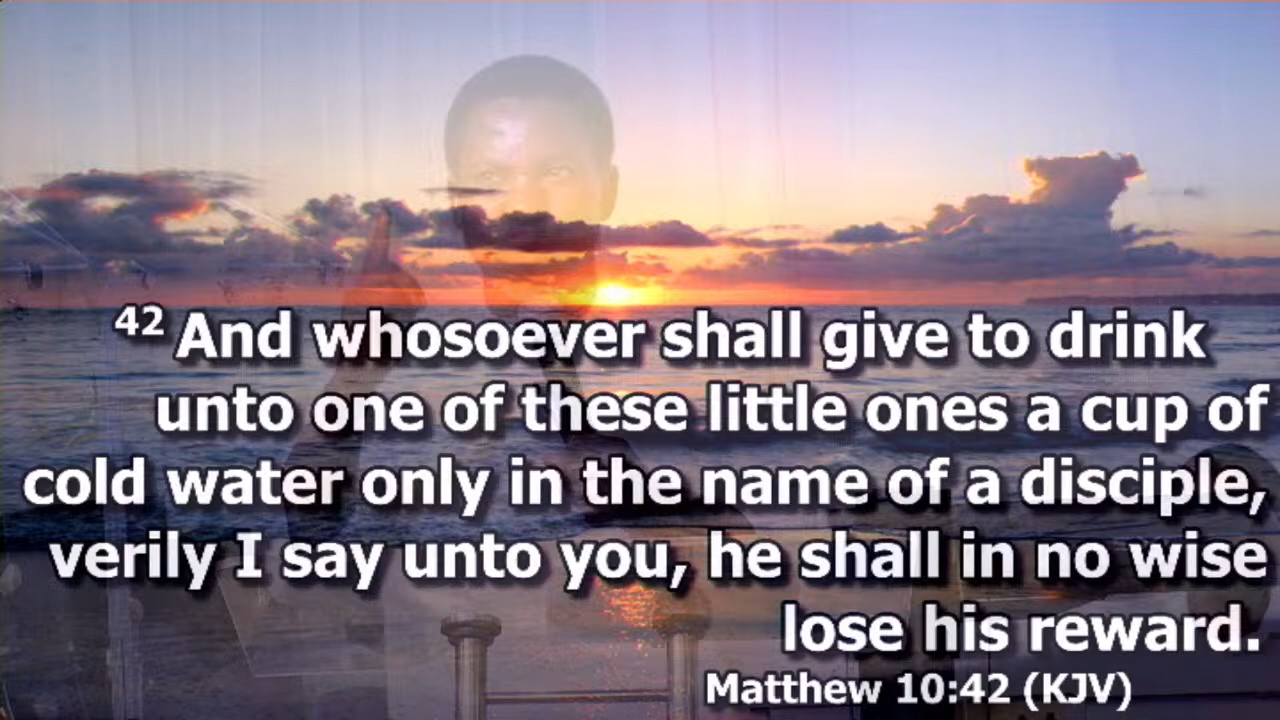 42 And whosoever shall give to drink
unto one of these little ones a cup of
cold water only in the name of a disciple,
verily I say unto you, he shall in no wise
lose his reward.
Matthew 10:42 (KJV)